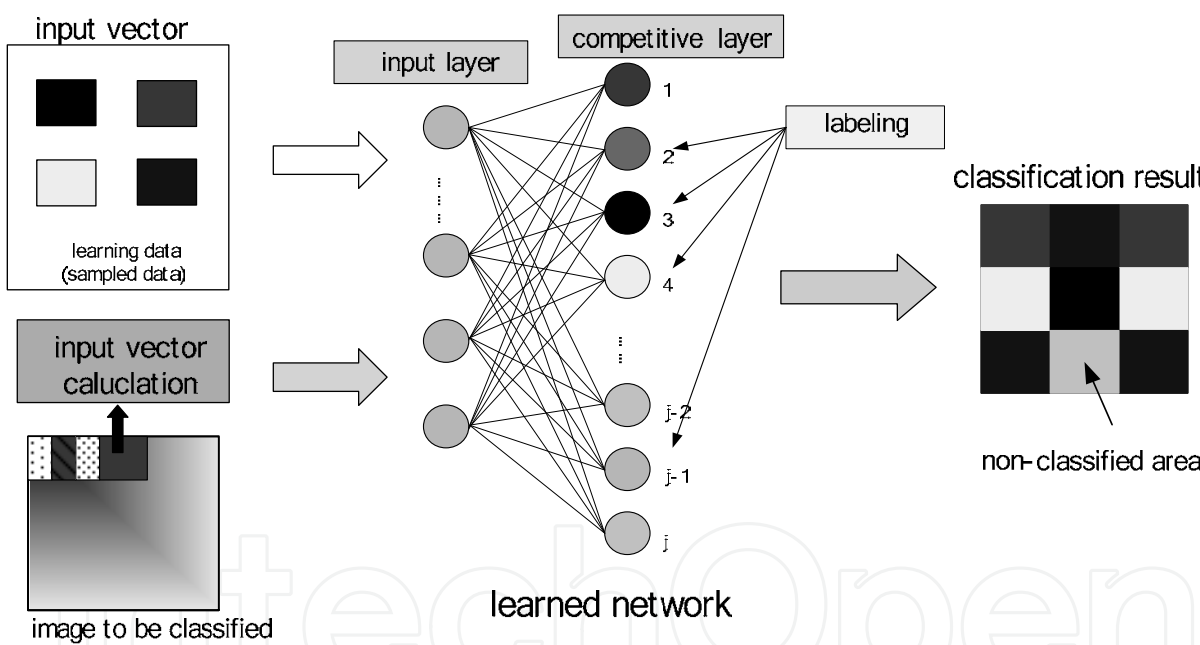 input vector
learning data
(sampled data)
input vector
caluclation
image to be classified
input layer
competitive layer
1
2
3
4
j-2
j-1
j
labeling
learned network
classification result
non-classified area
intechOpen